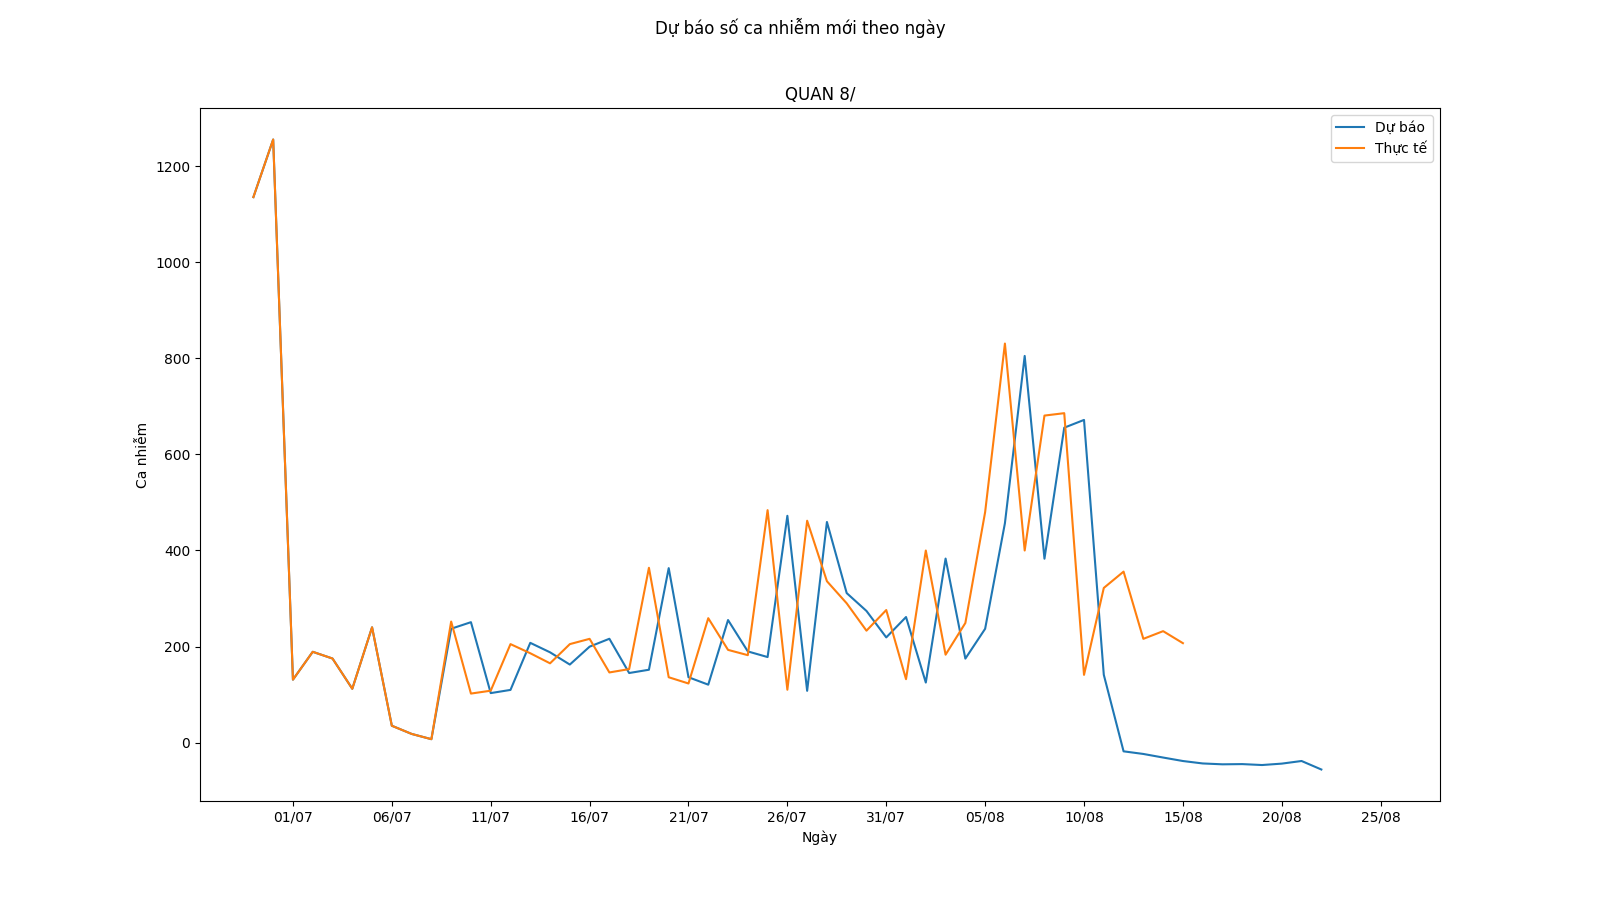 Dự báo số ca nhiễm mới theo ngày
QUAN 8/
Dự báo
Thực tế
1200
1000
800
600
400
200
0
Ca nhiễm
01/07 06/07 11/07 16/07 21/07 26/07 31/07 05/08 10/08 15/08 20/08 25/08
Ngày